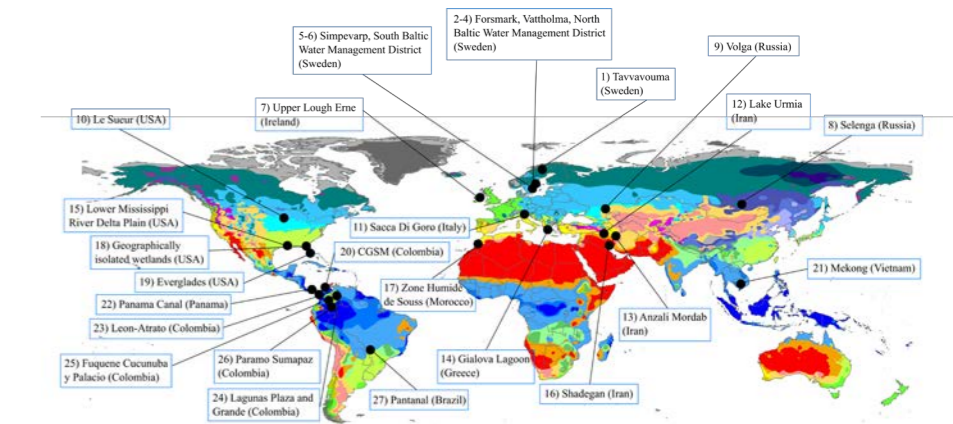 2-4) Forsmark, Vattholma, North
Baltic Water Management District
(Sweden)
5-6) Simpevarp, South Baltic
Water Management District
(Sweden)
9) Volga (Russia)
1) Tavvavouma
(Sweden)
7) Upper Lough Erne
(Ireland)
12) Lake Urmia
(Iran)
10) Le Sueur (USA)
8) Selenga (Russia)
15) Lower Mississippi
River Delta Plain (USA)
11) Sacca Di Goro (Italy)
18) Geographically
isolated wetlands (USA)
20) CGSM (Colombia)
19) Everglades (USA)
21) Mekong (Vietnam)
17) Zone Humide
de Souss (Morocco)
22) Panama Canal (Panama)
13) Anzali Mordab
(Iran)
23) Leon-Atrato (Colombia)
25) Fuquene Cucunuba
y Palacio (Colombia)
26) Paramo Sumapaz
(Colombia)
14) Gialova Lagoon
(Greece)
16) Shadegan (Iran)
24) Lagunas Plaza and
Grande (Colombia)
27) Pantanal (Brazil)